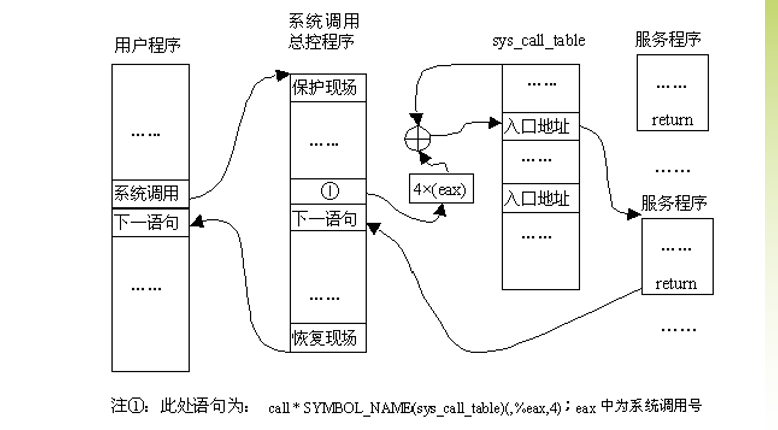 用户程序
……
系统调用
下一语句
……
系统调用
总控程序
保护现场
……
①
下一语句
……
恢复现场
4×(eax)
sys_call_table
……
入口地址
……
入口地址
……
服务程序
……
return
……
服务程序
……
return
……
注①：此处语句为： call * SYMBOL_NAME(sys_call_table)(,%eax,4)；eax 中为系统调用号